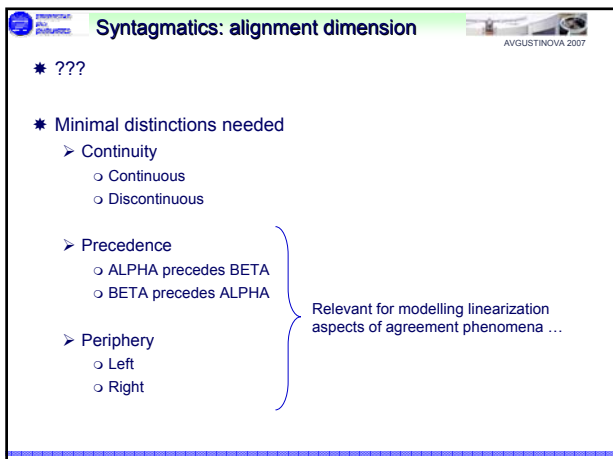 Syntagmatics: alignment dimension
AVGUSTINOVA 2007
✷ ???
✷ Minimal distinctions needed
➢ Continuity
❍ Continuous
❍ Discontinuous
➢ Precedence
❍ ALPHA precedes BETA
❍ BETA precedes ALPHA
Relevant for modelling linearization
aspects of agreement phenomena …
➢ Periphery
❍ Left
❍ Right